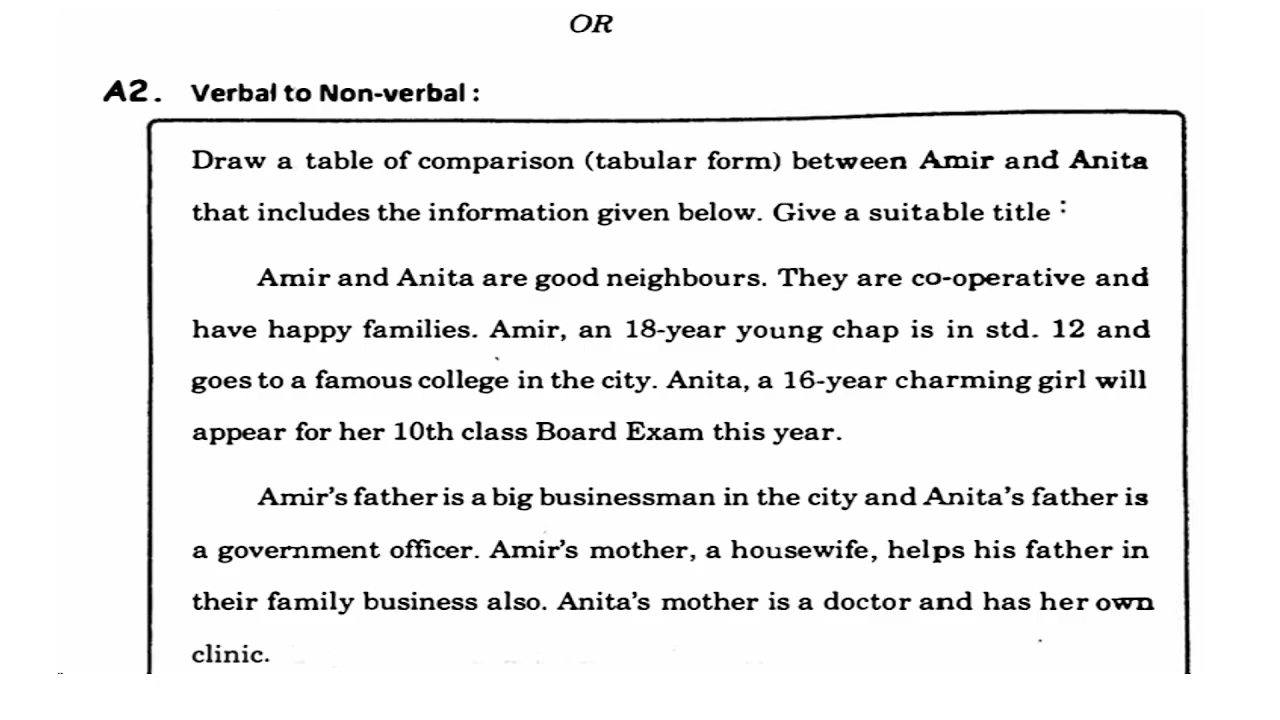 OR
A2. Verbal to Non-verbal :
Draw a table of comparison (tabular form) between Amir and Anita
that includes the information given below. Give a suitable title :
Amir and Anita are good neighbours. They are co-operative and
have happy families. Amir, an 18-year young chap is in std. 12 and
goes to a famous college in the city. Anita, a 16-year charming girl will
appear for her 10th class Board Exam this year.
Amir's father is a big businessman in the city and Anita's father is
a government officer. Amir's mother, a housewife, helps his father in
their family business also. Anita's mother is a doctor and has her own
clinic.